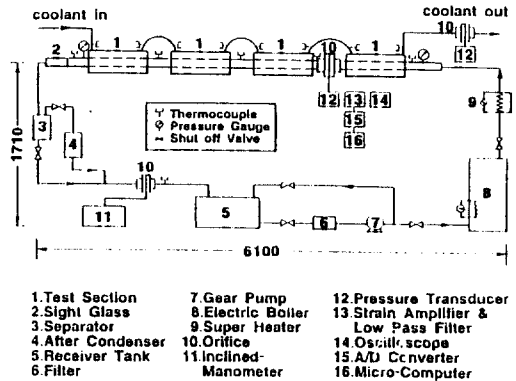 coolant in
coolant out
10
12
1
1
1
10
1
2
12
13
14
15
16
9
3
4
Thermocouple
Pressure Gauge
Shut off Valve
1710
10
11
5
6
7
8
6100
1.Test Section
2.Sight Glass
3.Separator
4.After Condenser
5.Receiver Tank
6.Filter
7.Gear Pump
8.Electric Boiler
9.Super Heater
10.Orifice
11.Inclined-
Manometer
12.Pressure Transducer
13.Strain Amplifier &
Low Pass Filter
14.Oscilloscope
15.A/D Converter
16.Micro-Computer